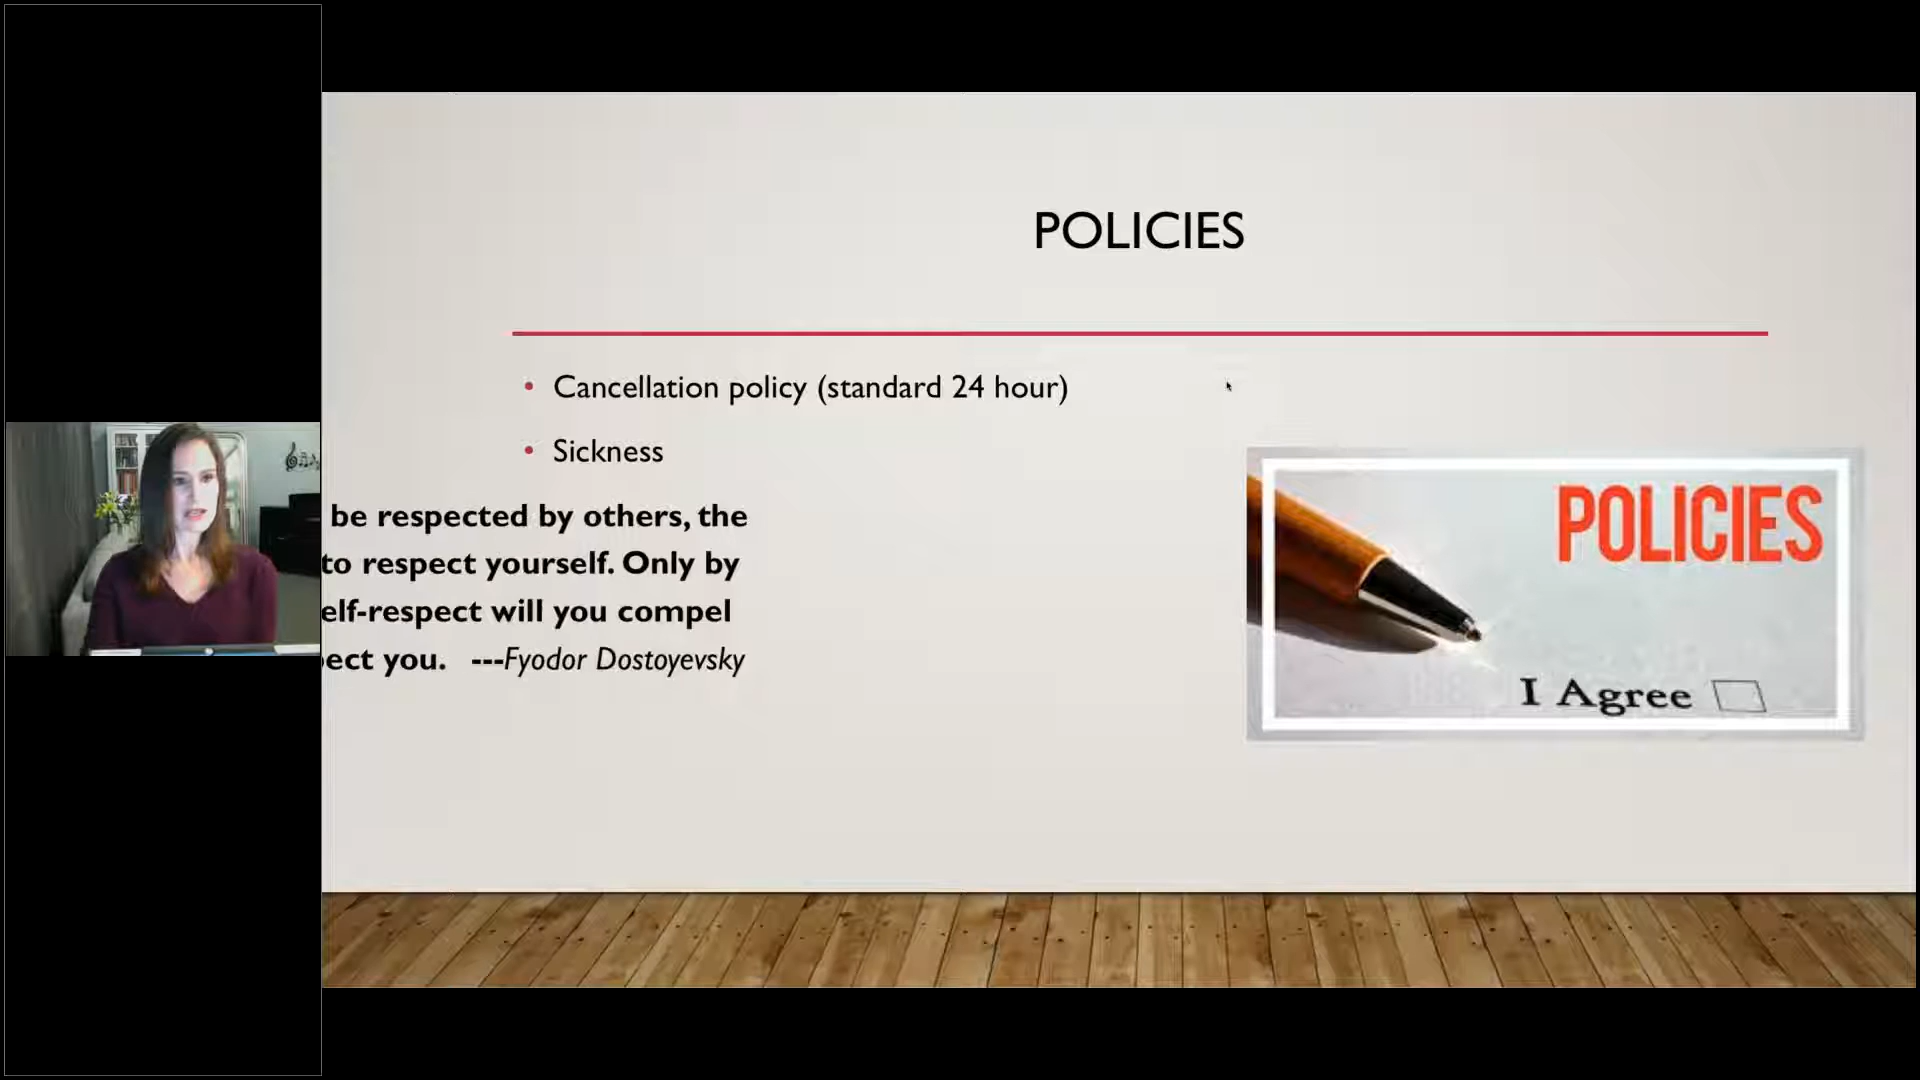 POLICIES
• Cancellation policy (standard 24 hour)
• Sickness
be respected by others, the
to respect yourself. Only by
elf-respect will you compel
ect you. ---Fyodor Dostoyevsky
POLICIES
I Agree